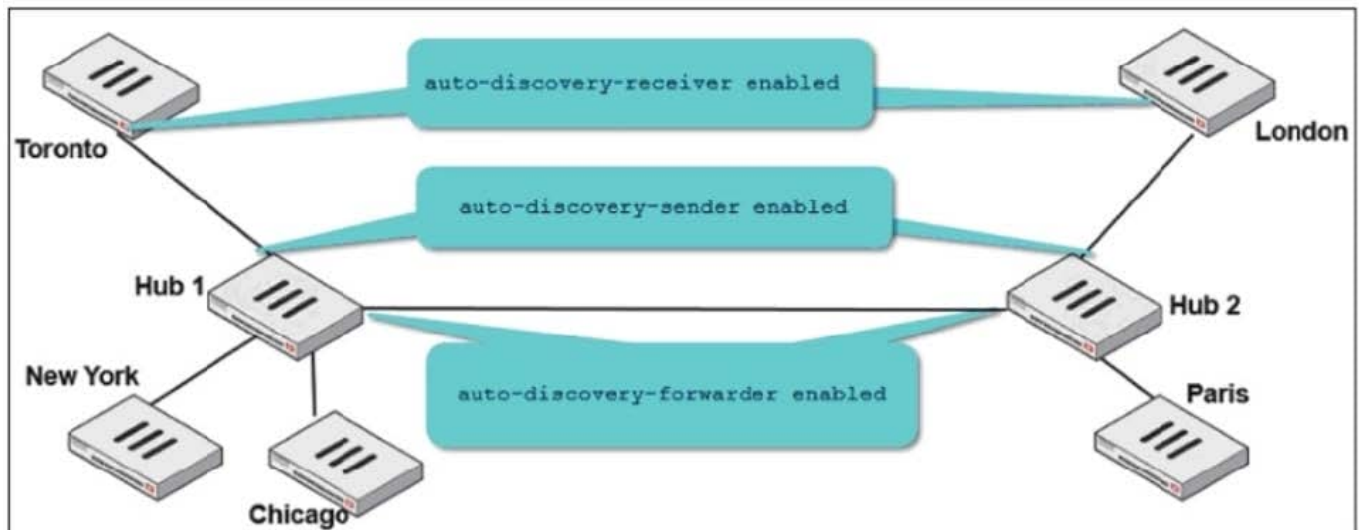 auto-discovery-receiver enabled
Toronto
London
auto-discovery-sender enabled
Hub 1
Hub 2
New York
auto-discovery-forwarder enabled
Paris
Chicago